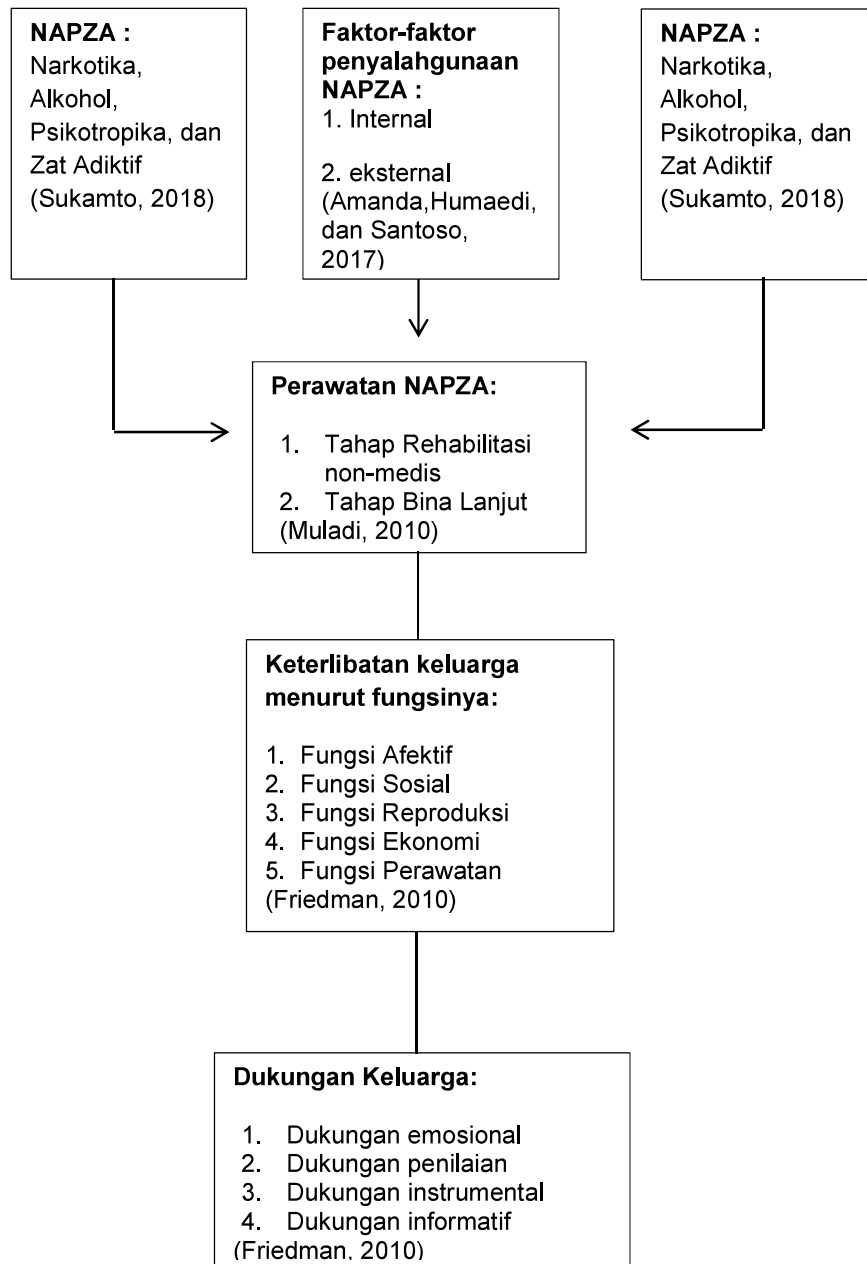 NAPZA :
Narkotika,
Alkohol,
Psikotropika, dan
Zat Adiktif
(Sukamto, 2018)
Faktor-faktor
penyalahgunaan
NAPZA :
1. Internal
2. eksternal
(Amanda,Humaedi,
dan Santoso,
2017)
NAPZA :
Narkotika,
Alkohol,
Psikotropika, dan
Zat Adiktif
(Sukamto, 2018)
Perawatan NAPZA:
1. Tahap Rehabilitasi
non-medis
2. Tahap Bina Lanjut
(Muladi, 2010)
Keterlibatan keluarga
menurut fungsinya:
1. Fungsi Afektif
2. Fungsi Sosial
3. Fungsi Reproduksi
4. Fungsi Ekonomi
5. Fungsi Perawatan
(Friedman, 2010)
Dukungan Keluarga:
1. Dukungan emosional
2. Dukungan penilaian
3. Dukungan instrumental
4. Dukungan informatif
(Friedman, 2010)